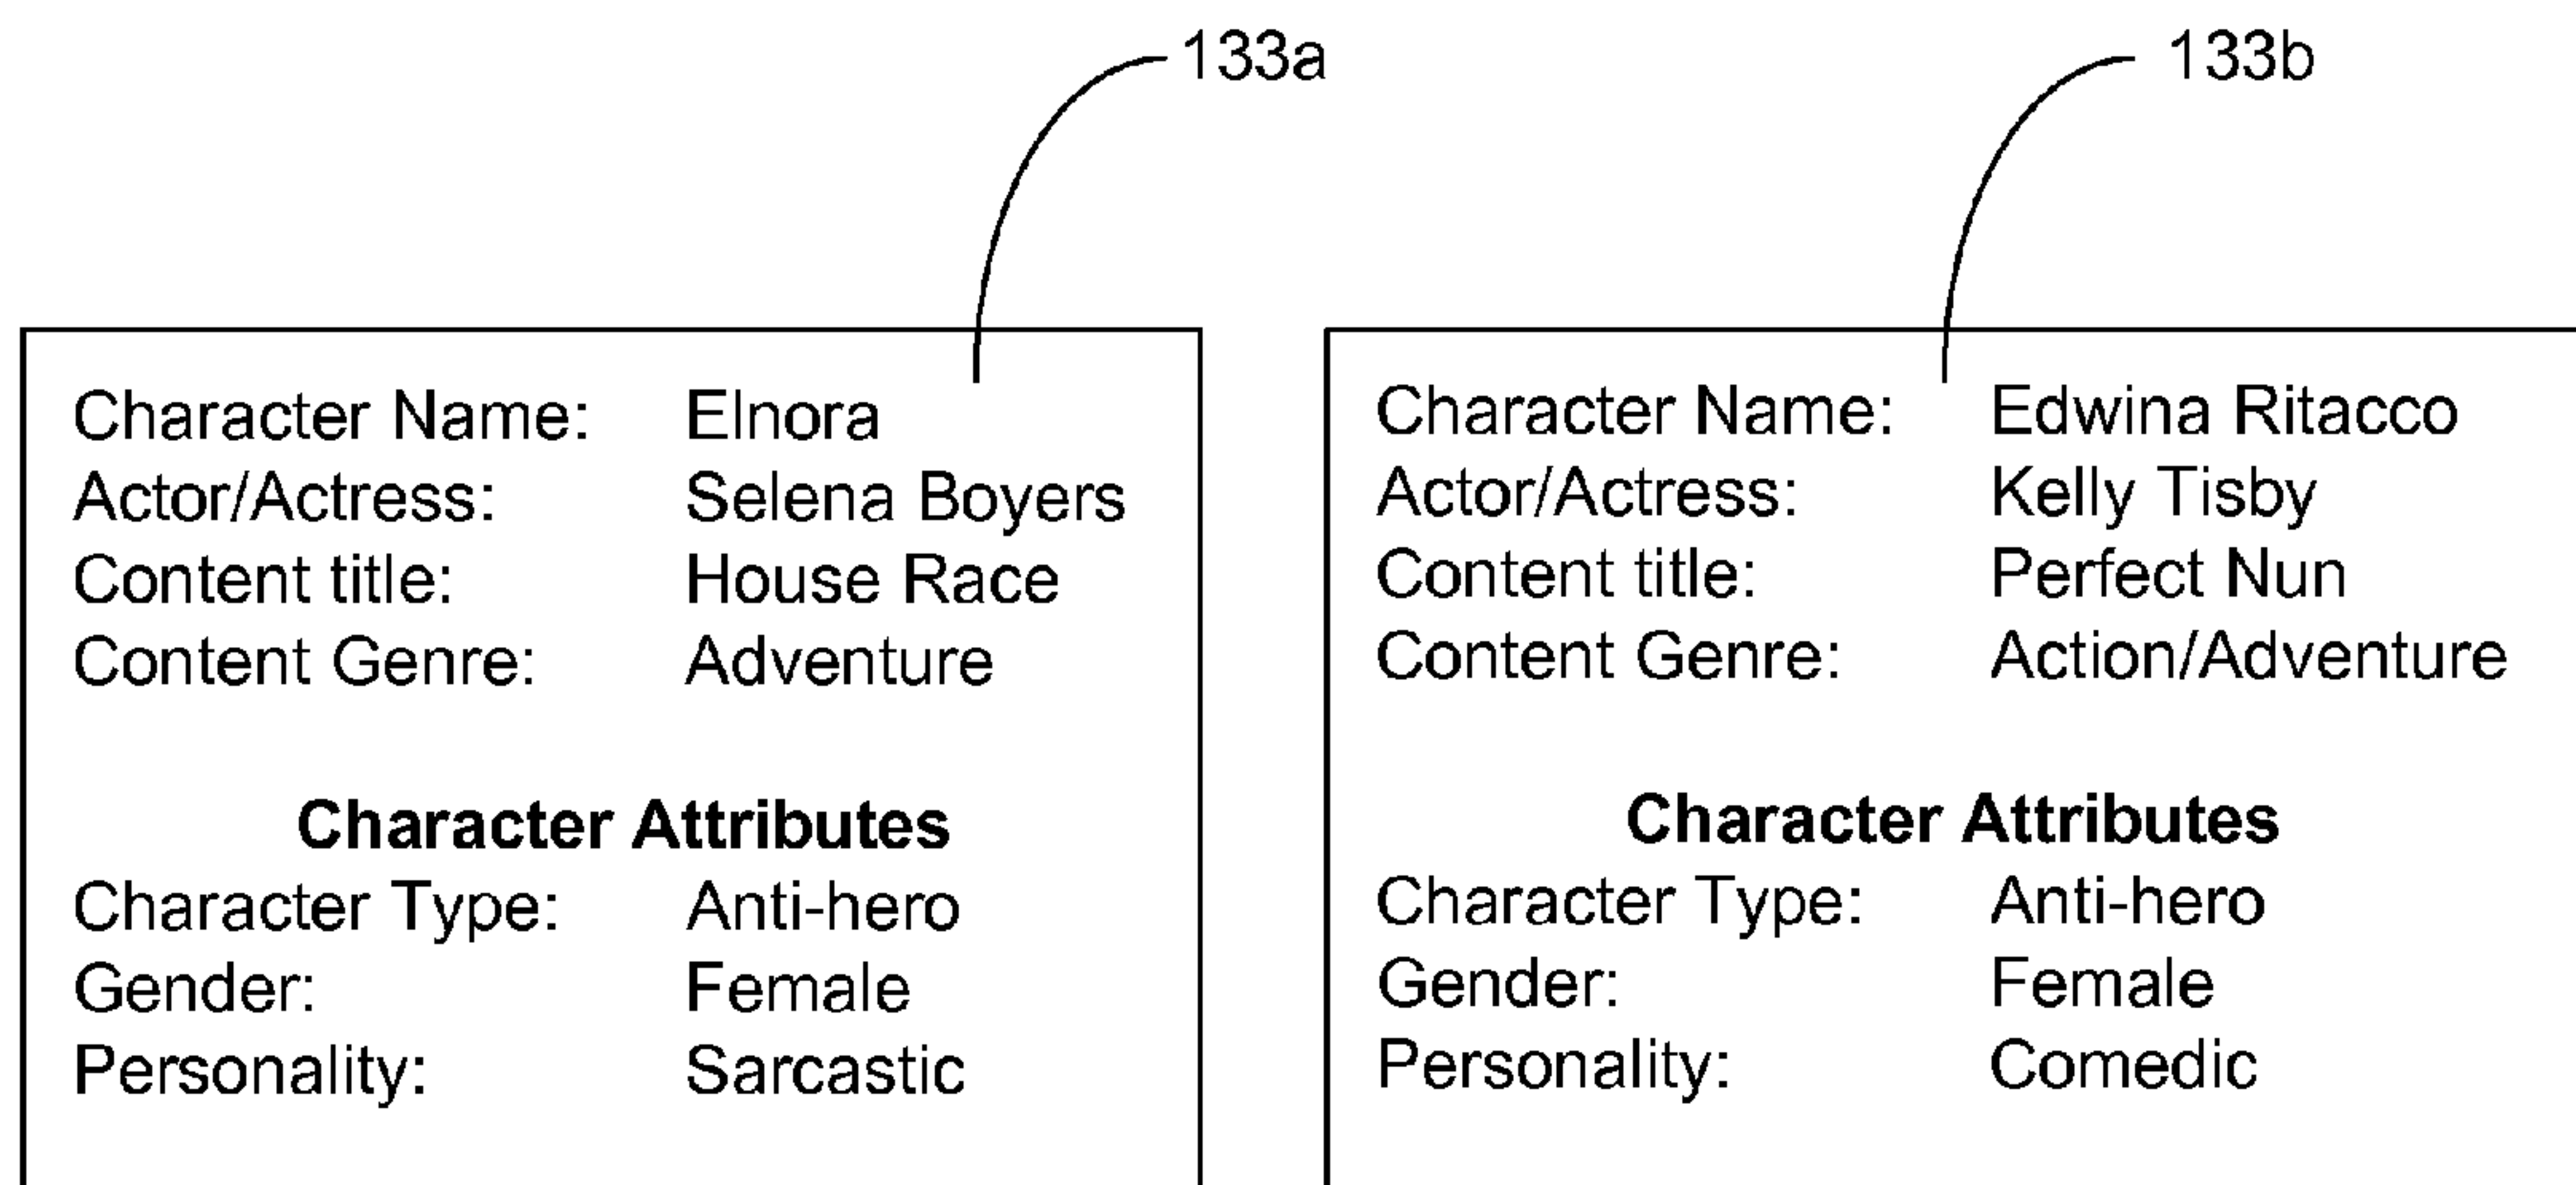 133a
133b
Character Name: Elnora
Actor/Actress: Selena Boyers
Content title: House Race
Content Genre: Adventure
Character Attributes
Character Type: Anti-hero
Gender: Female
Personality: Sarcastic
Character Name: Edwina Ritacco
Actor/Actress: Kelly Tisby
Content title: Perfect Nun
Content Genre: Action/Adventure
Character Attributes
Character Type: Anti-hero
Gender: Female
Personality: Comedic